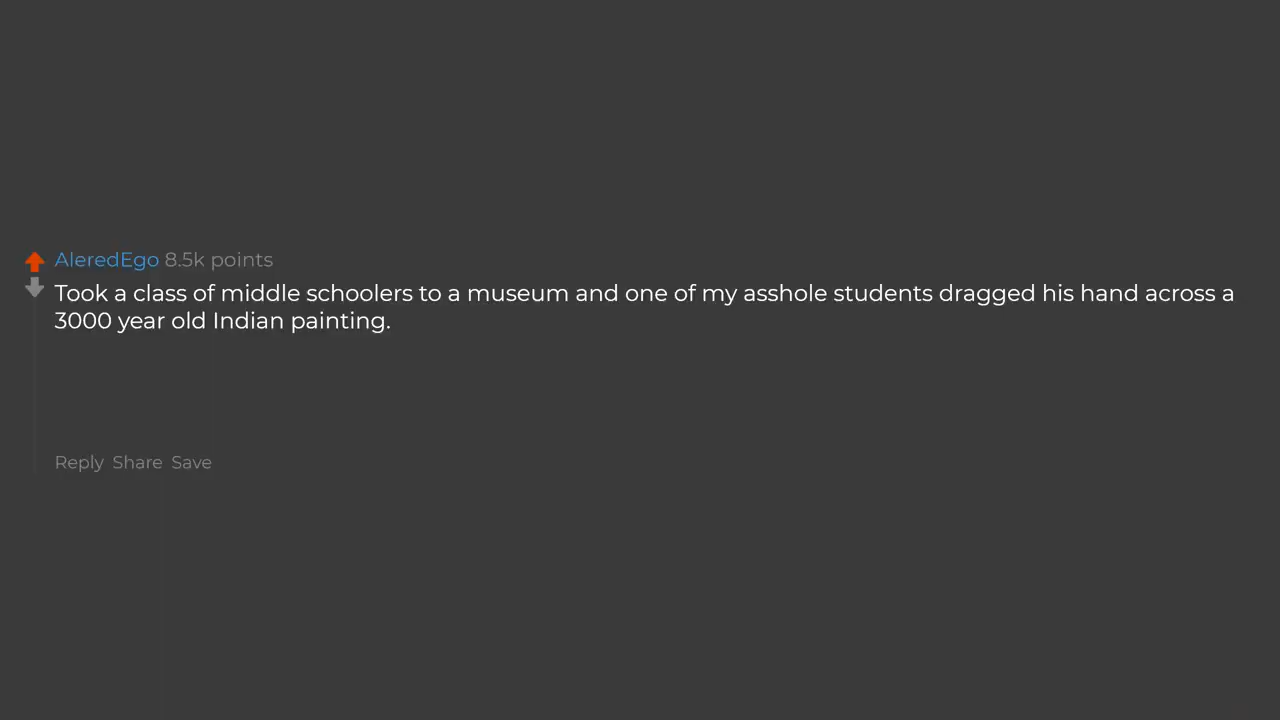 AleredEgo 8.5k points
Took a class of middle schoolers to a museum and one of my asshole students dragged his hand across a
3000 year old Indian painting.
Reply Share Save